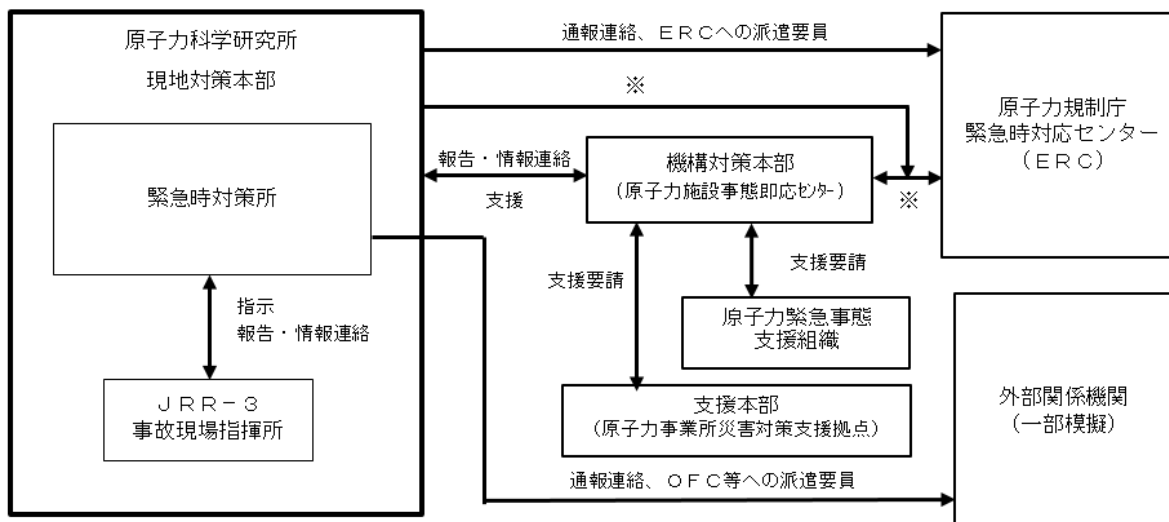 原子力科学研究所
現地対策本部
緊急時対策所
指示
報告・情報連絡
ＪＲＲ－３
事故現場指揮所
通報連絡、ＥＲＣへの派遣要員
※
報告・情報連絡
支援
機構対策本部
（原子力施設事態即応ｾﾝﾀｰ）
※
原子力規制庁
緊急時対応センター
（ＥＲＣ）
支援要請
支援要請
原子力緊急事態
支援組織
支援本部
（原子力事業所災害対策支援拠点）
通報連絡、ＯＦＣ等への派遣要員
外部関係機関
（一部模擬）